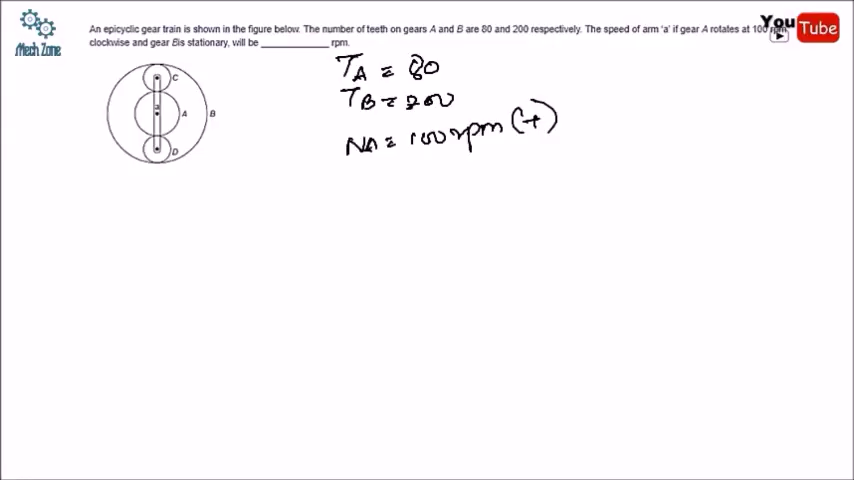 An epicyclic gear train is shown in the figure below. The number of teeth on gears A and B are 80 and 200 respectively. The speed of arm 'a' if gear A rotates at 100 rpm
clockwise and gear Bis stationary, will be ____________ rpm.
You Tube
Mech Zone
C
a
A
B
D
TA = 80
TB = 200
NA = 100 rpm (+)